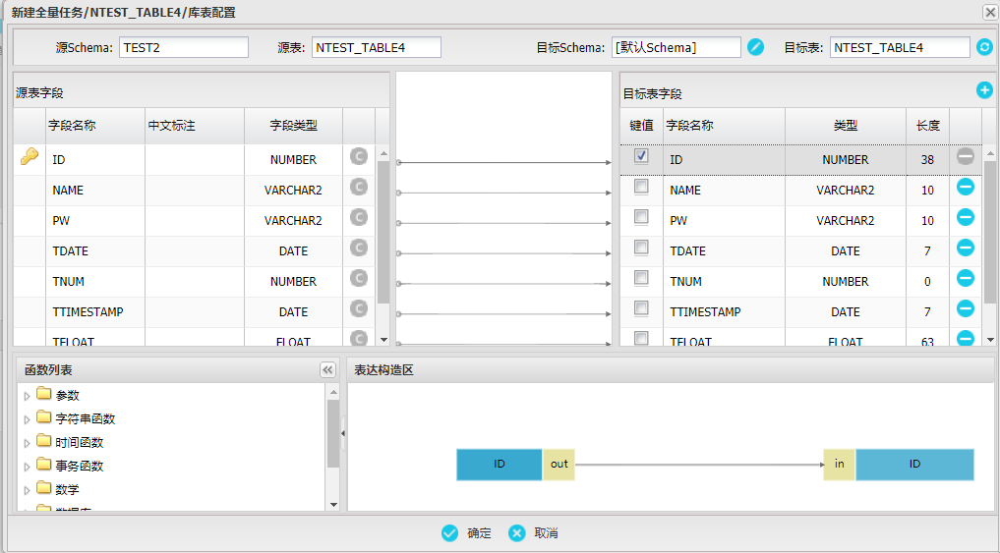 新建全量任务/NTEST_TABLE4/库表配置
源Schema: TEST2 源表: NTEST_TABLE4 目标Schema: [默认Schema] 目标表: NTEST_TABLE4
源表字段
字段名称 中文标注 字段类型
ID NUMBER C
NAME VARCHAR2 C
PW VARCHAR2 C
TDATE DATE C
TNUM NUMBER C
TTIMESTAMP DATE C
TFLOAT FLOAT C
目标表字段
键值 字段名称 类型 长度
ID NUMBER 38
NAME VARCHAR2 10
PW VARCHAR2 10
TDATE DATE 7
TNUM NUMBER 0
TTIMESTAMP DATE 7
TFLOAT FLOAT 63
函数列表
参数
字符串函数
时间函数
事务函数
数学
数据库
表达构造区
ID out in ID
确定 取消